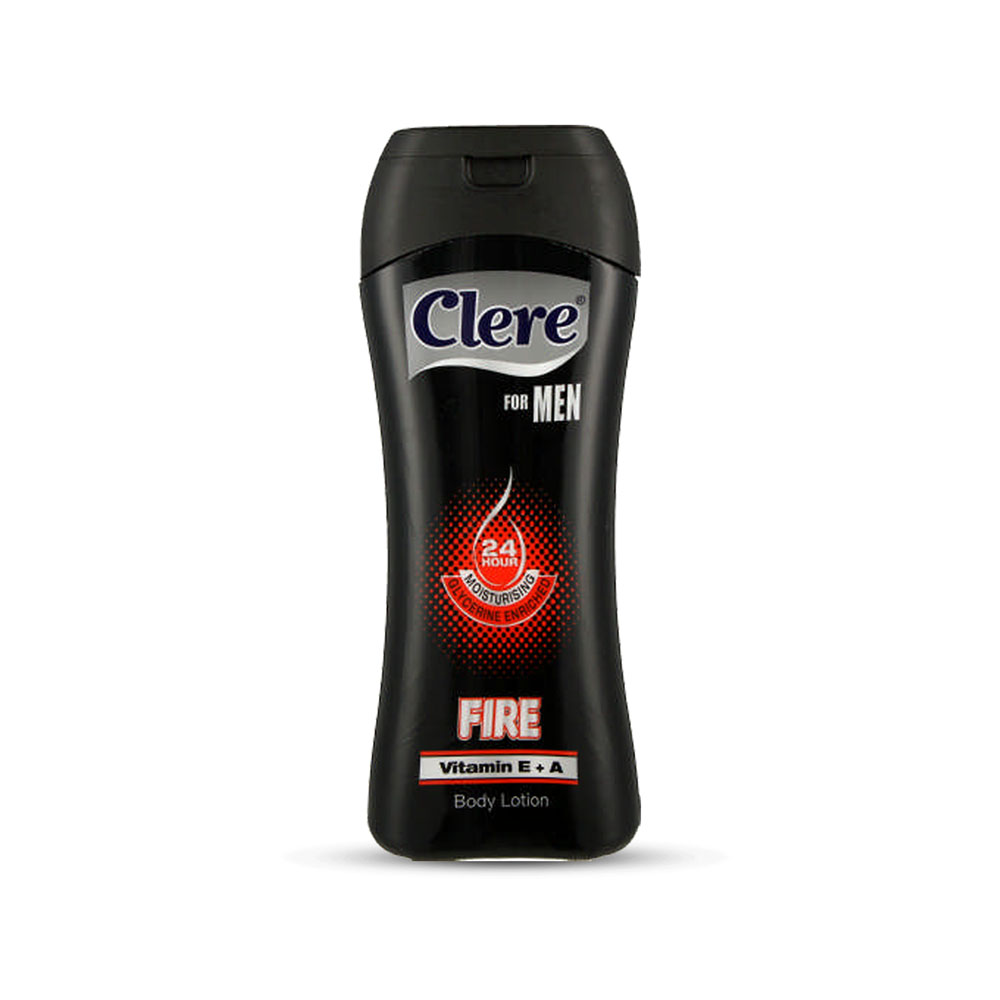 Clere®
FOR MEN
24
HOUR
MOISTURISING
GLYCERINE ENRICHED
FIRE
Vitamin E + A
Body Lotion